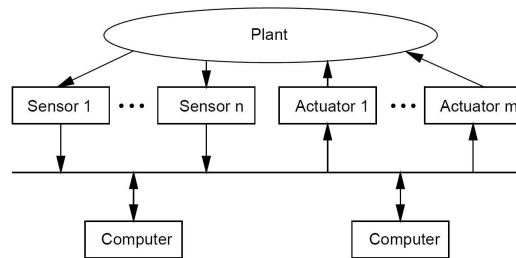 Plant
Sensor 1 ••• Sensor n Actuator 1 ••• Actuator m
Computer Computer